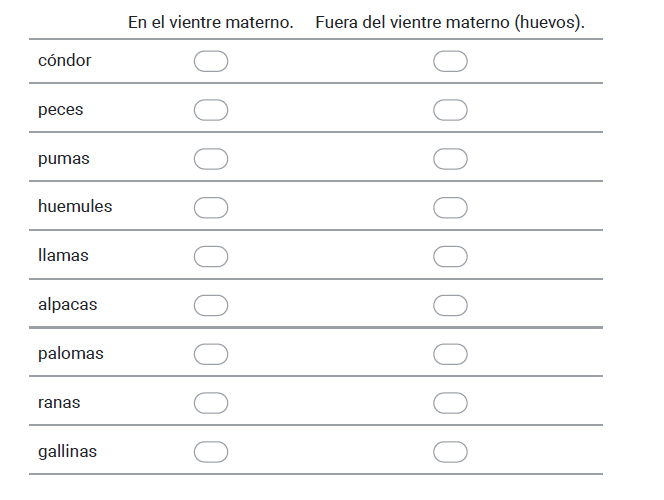 En el vientre materno. Fuera del vientre materno (huevos).
cóndor
peces
pumas
huemules
llamas
alpacas
palomas
ranas
gallinas